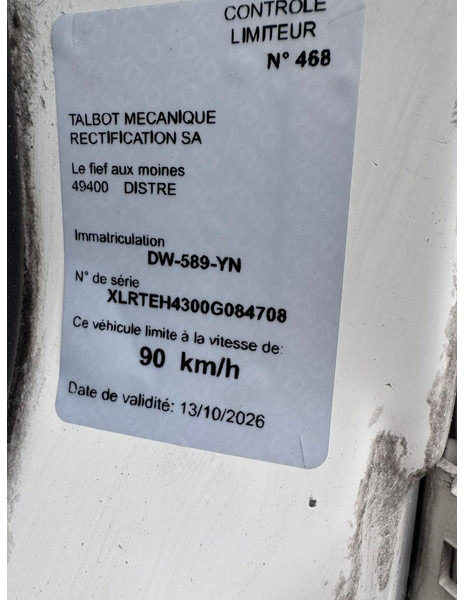 CONTROLE
LIMITEUR
N° 468
TALBOT MECANIQUE
RECTIFICATION SA
Le fief aux moines
49400 DISTRE
Immatriculation
DW-589-YN
N° de série
XLRTEH4300G084708
Ce véhicule limite à la vitesse de:
90 km/h
Date de validité: 13/10/2026